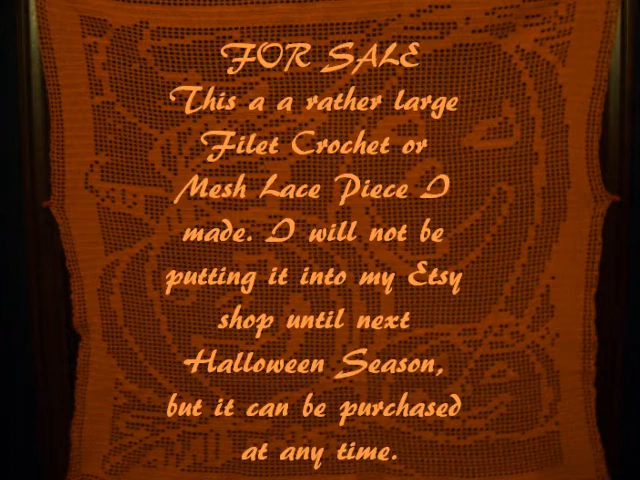 FOR SALE
This a a rather large
Filet Crochet or
Mesh Lace Piece I
made. I will not be
putting it into my Etsy
shop until next
Halloween Season,
but it can be purchased
at any time.